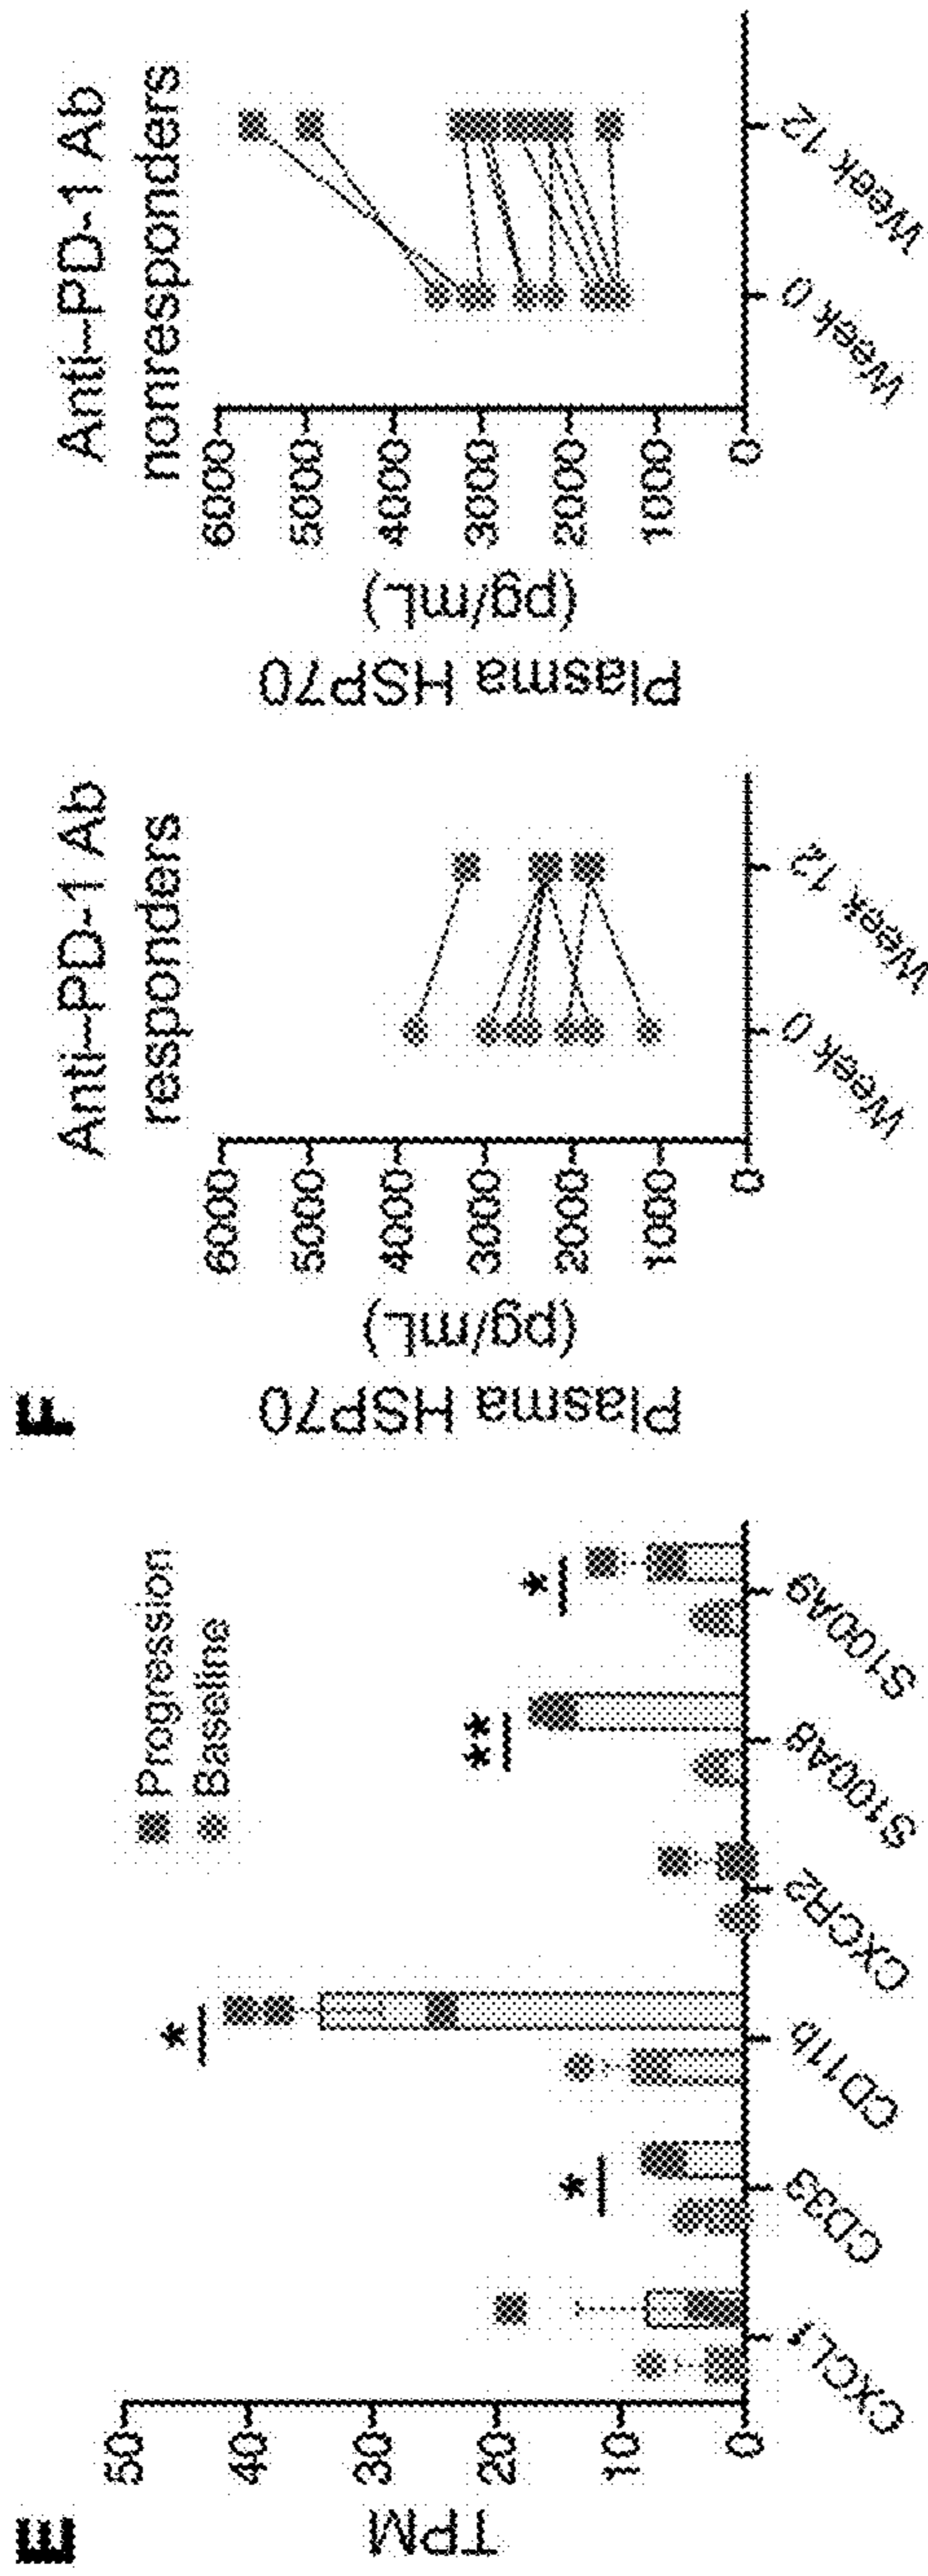 E
TPM
50
40
30
20
10
0
Progression
Baseline
*
*
**
*
CXCL1
CD33
CD11b
CXCR2
S100A8
S100A9
F
Anti–PD-1 Ab
responders
Plasma HSP70
(pg/mL)
6000
5000
4000
3000
2000
1000
0
Week 0
Week 12
Anti–PD-1 Ab
nonresponders
Plasma HSP70
(pg/mL)
6000
5000
4000
3000
2000
1000
0
Week 0
Week 12